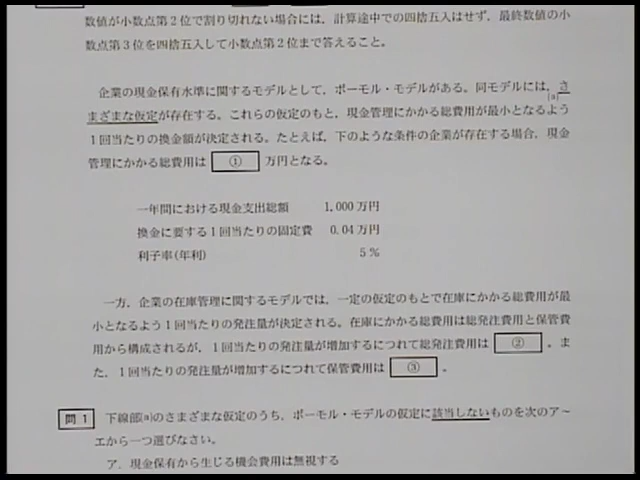 数値が小数点第2位で割り切れない場合には、計算途中での四捨五入はせず、最終数値の小
数点第3位を四捨五入して小数点第2位まで答えること。
企業の現金保有水準に関するモデルとして、ボーモル・モデルがある。同モデルには、さ
(a)
まざまな仮定が存在する。これらの仮定のもと、現金管理にかかる総費用が最小となるよう
1回当たりの換金額が決定される。たとえば、下のような条件の企業が存在する場合、現金
管理にかかる総費用は ① 万円となる。
一年間における現金支出総額 1,000万円
換金に要する1回当たりの固定費 0.04万円
利子率(年利) 5%
一方、企業の在庫管理に関するモデルでは、一定の仮定のもとで在庫にかかる総費用が最
小となるよう1回当たりの発注量が決定される。在庫にかかる総費用は総発注費用と保管費
用から構成されるが、1回当たりの発注量が増加するにつれて総発注費用は ② 。ま
た、1回当たりの発注量が増加するにつれて保管費用は ③ 。
問1 下線部(a)のさまざまな仮定のうち、ボーモル・モデルの仮定に該当しないものを次のア～
エから一つ選びなさい。
ア. 現金保有から生じる機会費用は無視する